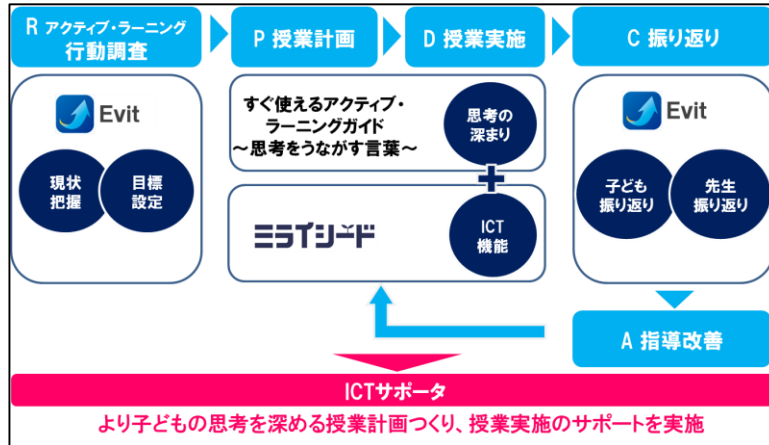 R アクティブ・ラーニング
行動調査
P 授業計画
D 授業実施
C 振り返り
Evit
現状
把握
目標
設定
すぐ使えるアクティブ・
ラーニングガイド
～思考をうながす言葉～
思考の
深まり
+
ミライシード
ICT
機能
Evit
子ども
振り返り
先生
振り返り
A 指導改善
ICTサポータ
より子どもの思考を深める授業計画つくり、授業実施のサポートを実施